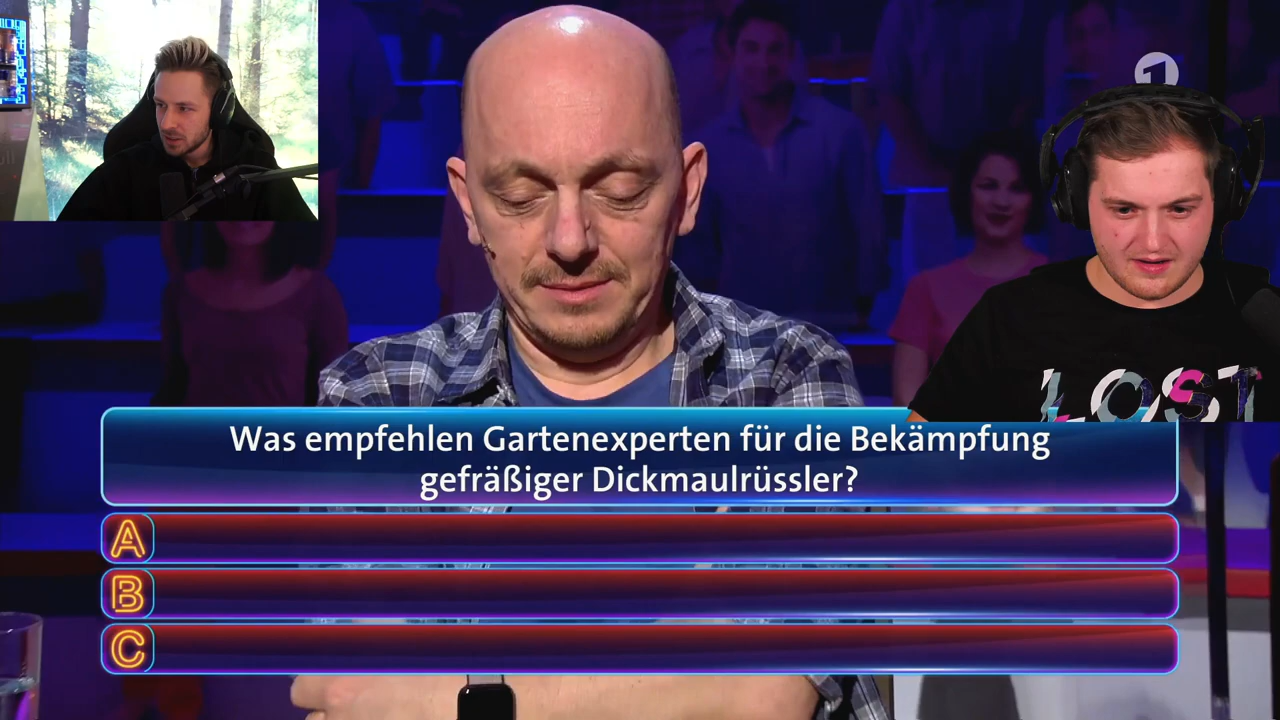 1
LOST
Was empfehlen Gartenexperten für die Bekämpfung
gefräßiger Dickmaulrüssler?
A
B
C